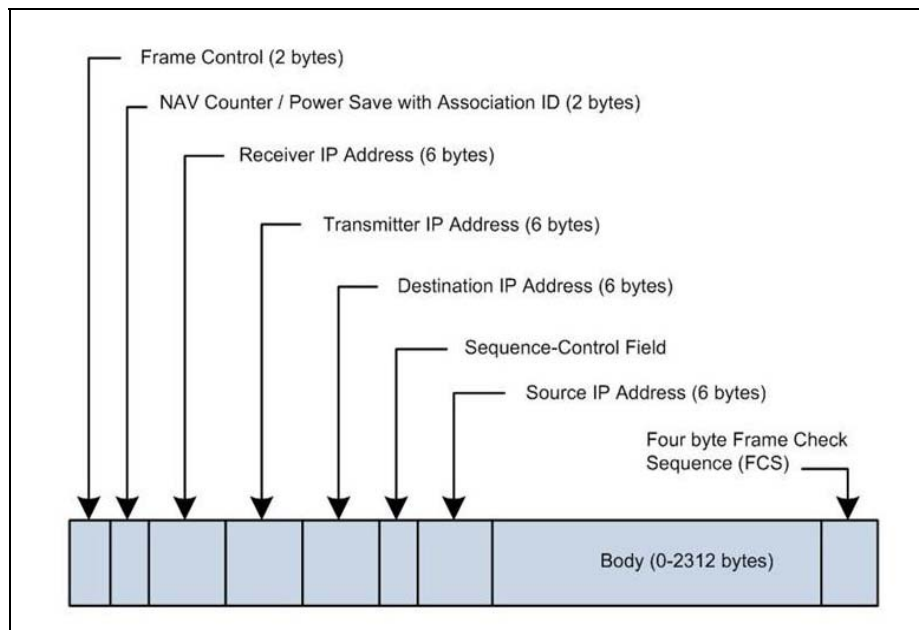 Frame Control (2 bytes)
NAV Counter / Power Save with Association ID (2 bytes)
Receiver IP Address (6 bytes)
Transmitter IP Address (6 bytes)
Destination IP Address (6 bytes)
Sequence-Control Field
Source IP Address (6 bytes)
Four byte Frame Check
Sequence (FCS)
Body (0-2312 bytes)